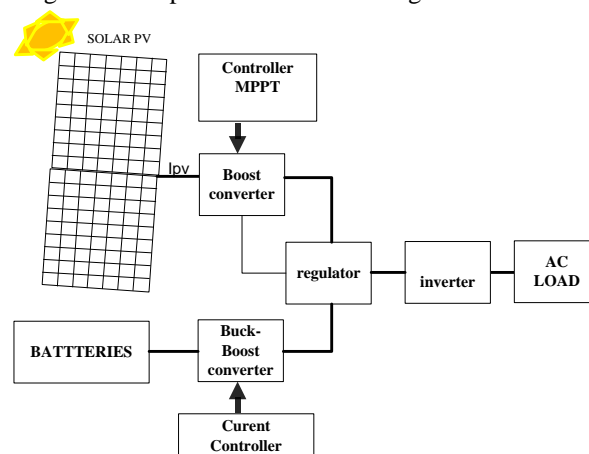 SOLAR PV
Controller
MPPT
Ipv
Boost
converter
regulator
inverter
AC
LOAD
BATTTERIES
Buck-
Boost
converter
Curent
Controller